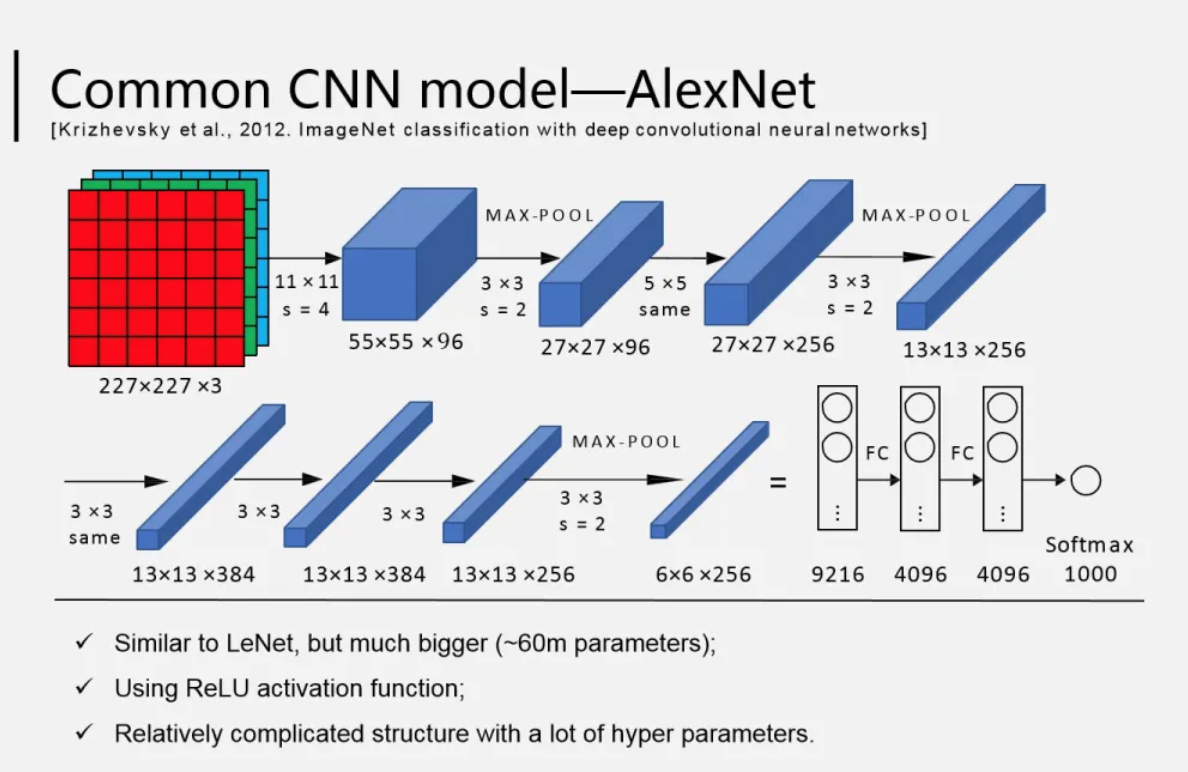 Common CNN model—AlexNet
[Krizhevsky et al., 2012. ImageNet classification with deep convolutional neural networks]
227×227 ×3
11 ×11
s = 4
55×55 ×96
MAX-POOL
3 ×3
s = 2
27×27 ×96
5 ×5
same
27×27 ×256
MAX-POOL
3 ×3
s = 2
13×13 ×256
3 ×3
same
13×13 ×384
3 ×3
13×13 ×384
3 ×3
13×13 ×256
MAX-POOL
3 ×3
s = 2
6×6 ×256
=
⋮
9216
FC
⋮
4096
FC
⋮
4096
Softmax
1000
✓ Similar to LeNet, but much bigger (~60m parameters);
✓ Using ReLU activation function;
✓ Relatively complicated structure with a lot of hyper parameters.